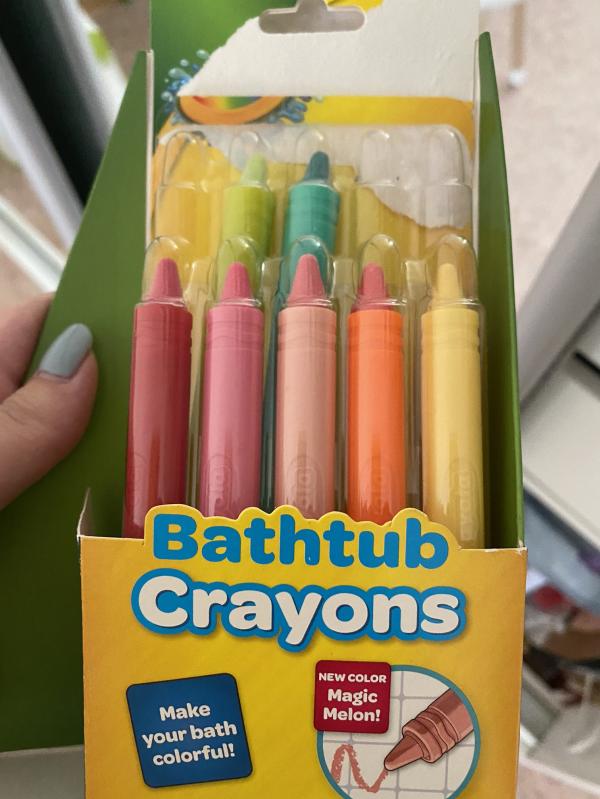 Bathtub
Crayons
Make
your bath
colorful!
NEW COLOR
Magic
Melon!